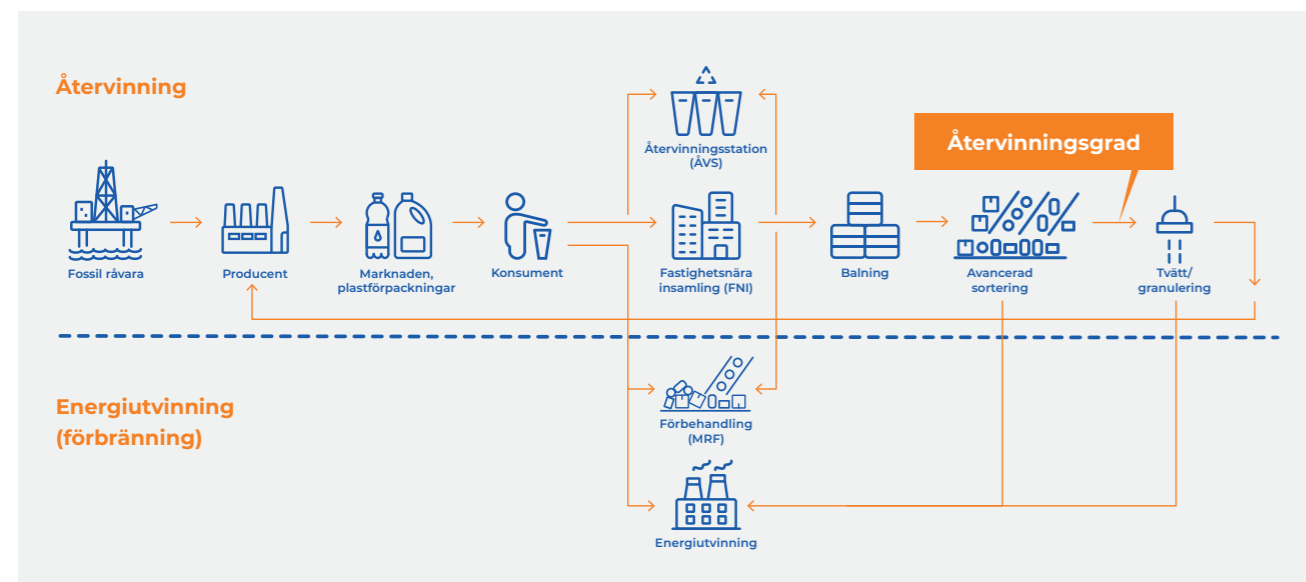 Återvinning
Återvinningsstation
(ÅVS)
Återvinningsgrad
Fossil råvara
Producent
Marknaden,
plastförpackningar
Konsument
Fastighetsnära
insamling (FNI)
Balning
Avancerad
sortering
Tvätt/
granulering
Energiutvinning
(förbränning)
Förbehandling
(MRF)
Energiutvinning